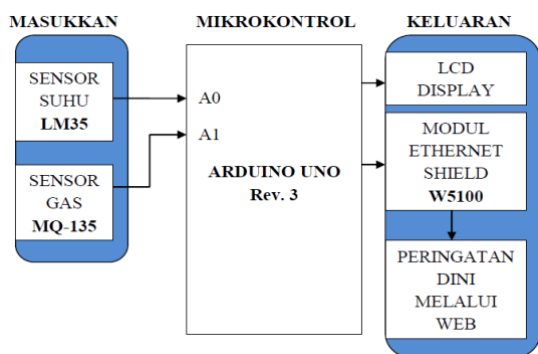 MASUKKAN
MIKROKONTROL
KELUARAN
SENSOR
SUHU
LM35
SENSOR
GAS
MQ-135
A0
A1
ARDUINO UNO
Rev. 3
LCD
DISPLAY
MODUL
ETHERNET
SHIELD
W5100
PERINGATAN
DINI
MELALUI
WEB